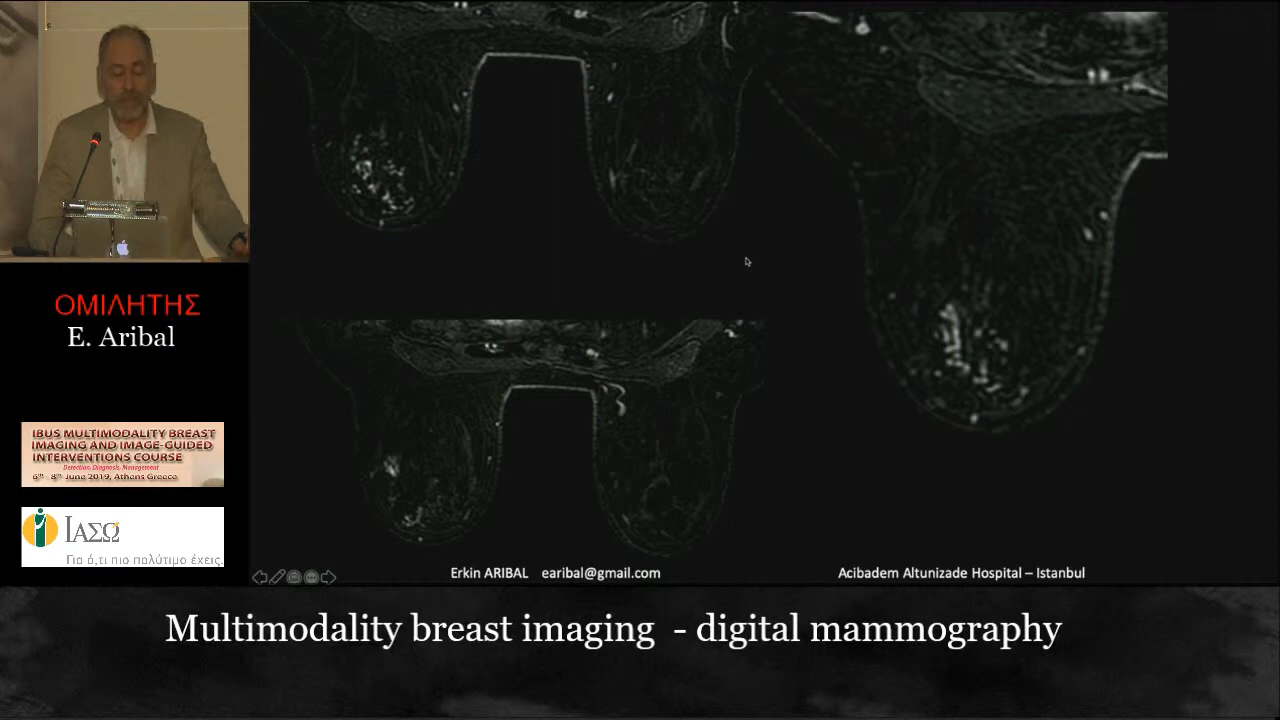 ΟΜΙΛΗΤΗΣ
E. Aribal
IBUS MULTIMODALITY BREAST
IMAGING AND IMAGE-GUIDED
INTERVENTIONS COURSE
Detection, Diagnosis, Management
6th - 8th June 2019, Athens Greece
ΙΑΣΩ
Για ό,τι πιο πολύτιμο έχεις.
Erkin ARIBAL earibal@gmail.com
Acibadem Altunizade Hospital – Istanbul
Multimodality breast imaging - digital mammography